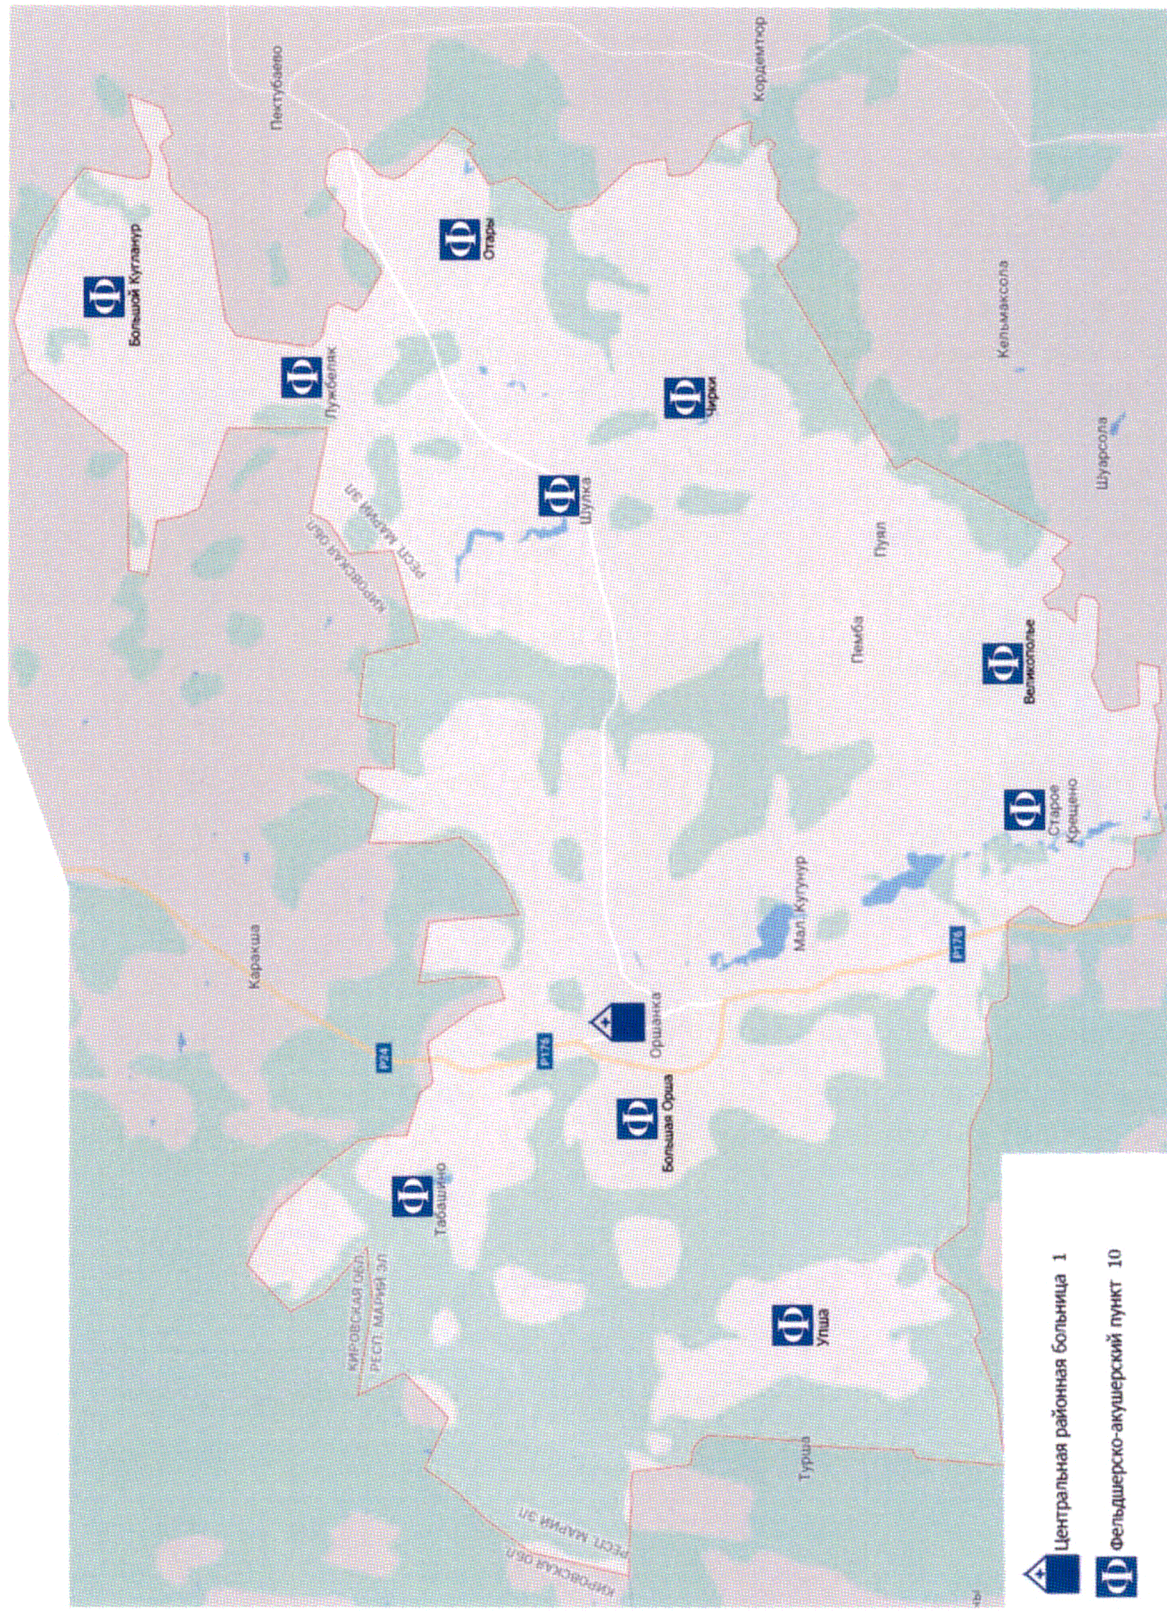 Пектубаево
Кордемтюр
Большой Кугланур
Отары
Лужбеляк
Чирки
Кельмаксола
Шуарсола
Шулка
КИРОВСКАЯ ОБЛ.
РЕСП. МАРИЙ ЭЛ
Пуял
Пемба
Великополье
Старое
Крещено
Мал. Кугунур
Каракша
Р24
Р176
Р176
Оршанка
Большая Орша
Табашино
КИРОВСКАЯ ОБЛ.
РЕСП. МАРИЙ ЭЛ
Упша
Турша
РЕСП. МАРИЙ ЭЛ
КИРОВСКАЯ ОБЛ.
Центральная районная больница 1
Ф Фельдшерско-акушерский пункт 10